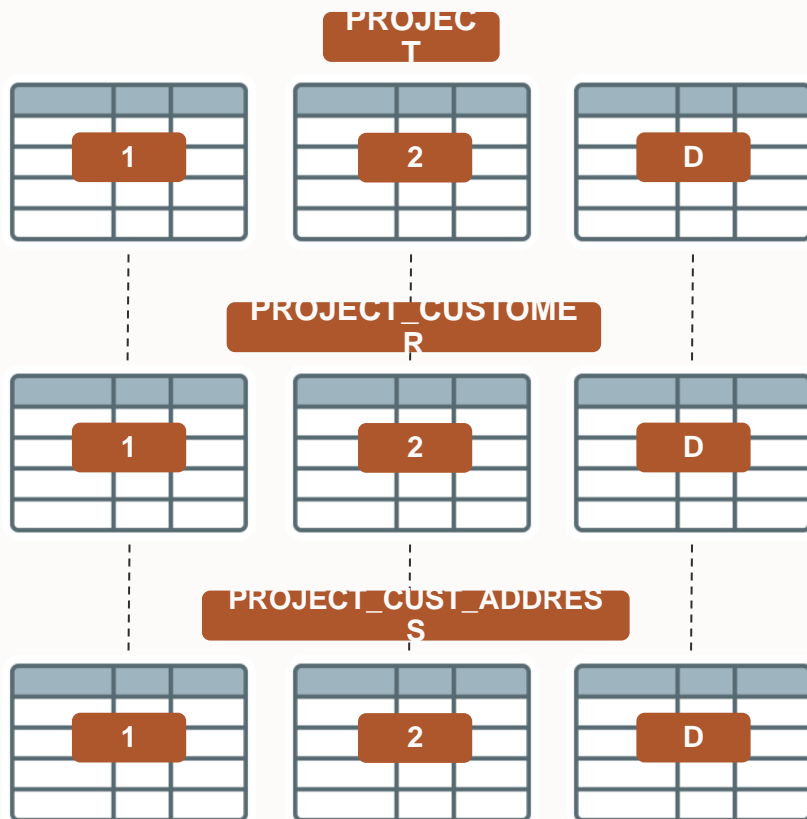 PROJEC
T
1 2 D
PROJECT_CUSTOME
R
1 2 D
PROJECT_CUST_ADDRES
S
1 2 D